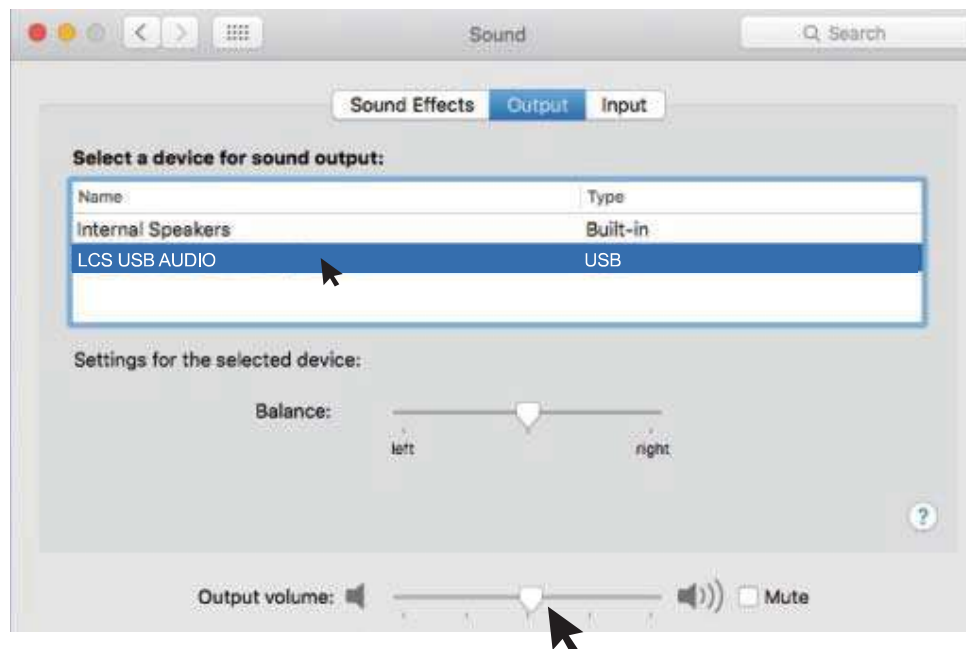 Sound
Search
Sound Effects Output Input
Select a device for sound output:
Name Type
Internal Speakers Built-in
LCS USB AUDIO USB
Settings for the selected device:
Balance:
left right
?
Output volume: Mute